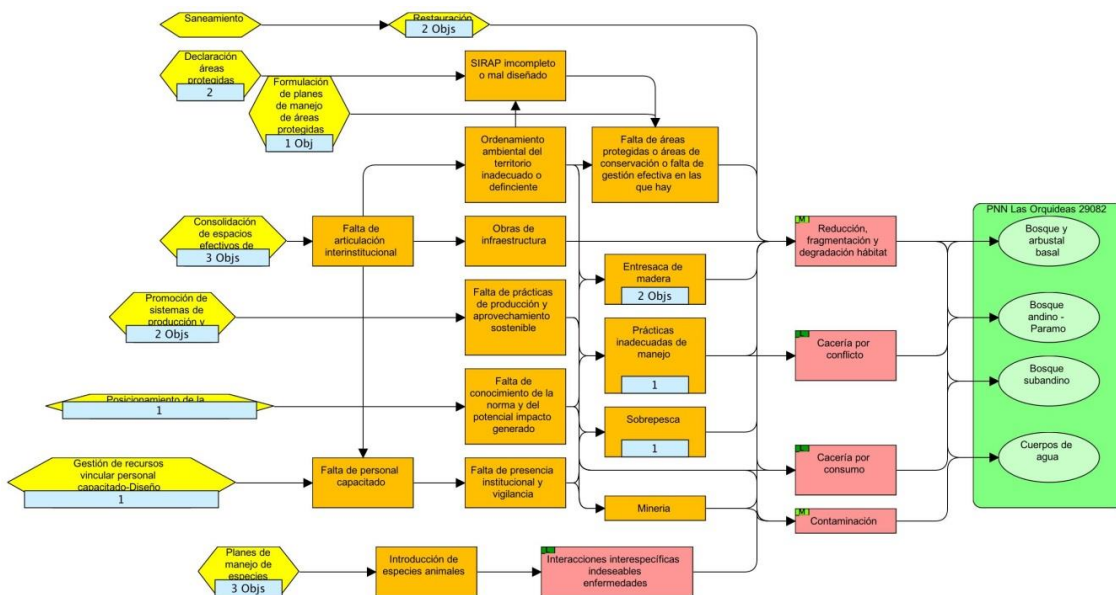 Saneamiento
Restauración
2 Objs
Declaración
áreas
protegidas
2
Formulación
de planes
de manejo
de áreas
protegidas
1 Obj
SIRAP imcompleto
o mal diseñado
Ordenamiento
ambiental del
territorio
inadecuado o
definciente
Falta de áreas
protegidas o áreas
de conservación o falta
de gestión efectiva en las
que hay
Consolidación
de espacios
efectivos de
3 Objs
Falta de
articulación
interinstitucional
Obras de
infraestructura
M
Reducción,
fragmentación y
degradación hábitat
PNN Las Orquideas 29082
Bosque y
arbustal
basal
Entresaca de
madera
2 Objs
Promoción de
sistemas de
producción y
2 Objs
Falta de prácticas
de producción y
aprovechamiento
sostenible
Prácticas
inadecuadas de
manejo
1
L
Cacería por
conflicto
Bosque
andino -
Paramo
Posicionamiento de la
1
Falta de
conocimiento de la
norma y del
potencial impacto
generado
Sobrepesca
1
Bosque
subandino
Gestión de recursos
vincular personal
capacitado-Diseño
1
Falta de personal
capacitado
Falta de presencia
institucional y
vigilancia
L
Cacería por
consumo
Cuerpos de
agua
Mineria
M
Contaminación
Planes de
manejo de
especies
3 Objs
Introducción de
especies animales
L
Interacciones interespecíficas
indeseables
enfermedades